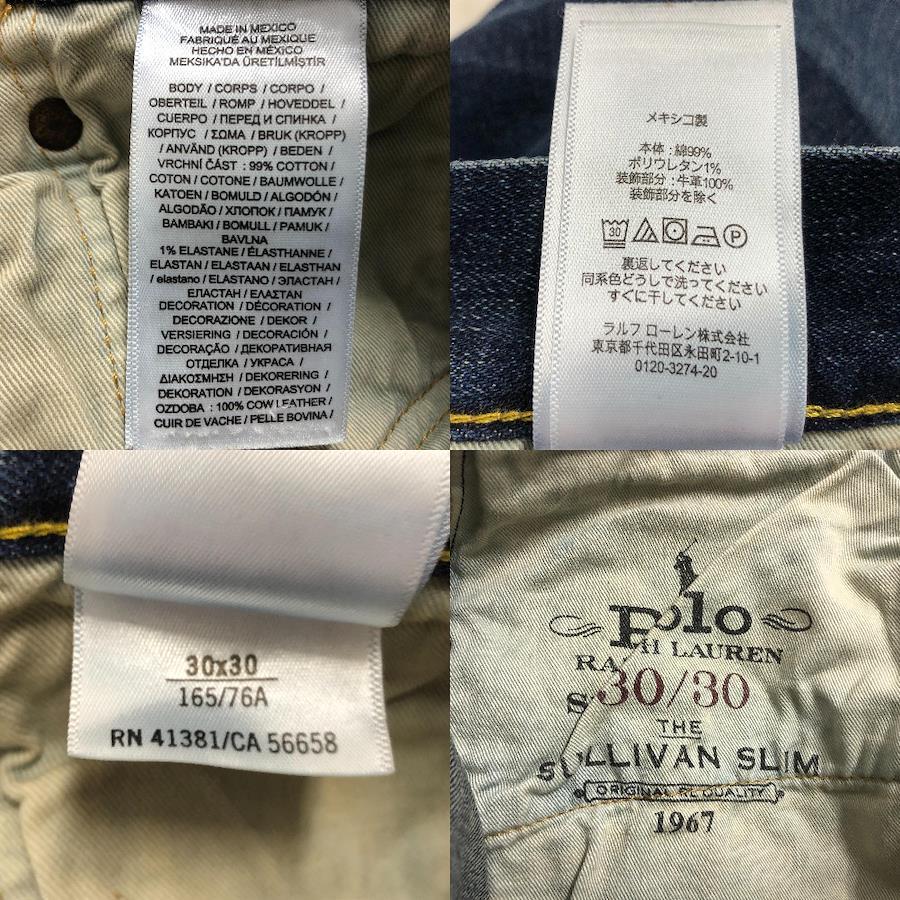 MADE IN MEXICO
FABRIQUÉ AU MEXIQUE
HECHO EN MÉXICO
MEKSIKA'DA ÜRETİLMİŞTİR
BODY / CORPS / CORPO /
OBERTEIL / ROMP / HOVEDDEL /
CUERPO / ПЕРЕД И СПИНКА /
КОРПУС / ΣΩΜΑ / BRUK (KROPP)
/ ANVÄND (KROPP) / BEDEN /
VRCHNÍ ČÁST : 99% COTTON /
COTON / COTONE / BAUMWOLLE /
KATOEN / BOMULD / ALGODÓN /
ALGODÃO / ХЛОПОК / ПАМУК /
BAMBAKI / BOMULL / PAMUK /
BAVLNA
1% ELASTANE / ÉLASTHANNE /
ELASTAN / ELASTAAN / ELASTHAN
/ elastano / ELASTANO / ЭЛАСТАН /
ЕЛАСТАН / ΕΛΑΣΤΑΝ
DECORATION / DÉCORATION /
DECORAZIONE / DEKOR /
VERSIERING / DECORACIÓN /
DECORAÇÃO / ДЕКОРАТИВНАЯ
ОТДЕЛКА / УКРАСА /
ΔΙΑΚΟΣΜΗΣΗ / DEKORERING /
DEKORATION / DEKORASYON /
OZDOBA : 100% COW LEATHER /
CUIR DE VACHE / PELLE BOVINA /
メキシコ製
本体 : 綿99%
ポリウレタン1%
装飾部分 : 牛革100%
装飾部分を除く
30 P
裏返してください
同系色どうしで洗ってください
すぐに干してください
ラルフ ローレン株式会社
東京都千代田区永田町2-10-1
0120-3274-20
30x30
165/76A
RN 41381/CA 56658
Polo
RALPH LAUREN
30/30
THE
SULLIVAN SLIM
ORIGINAL RL QUALITY
1967